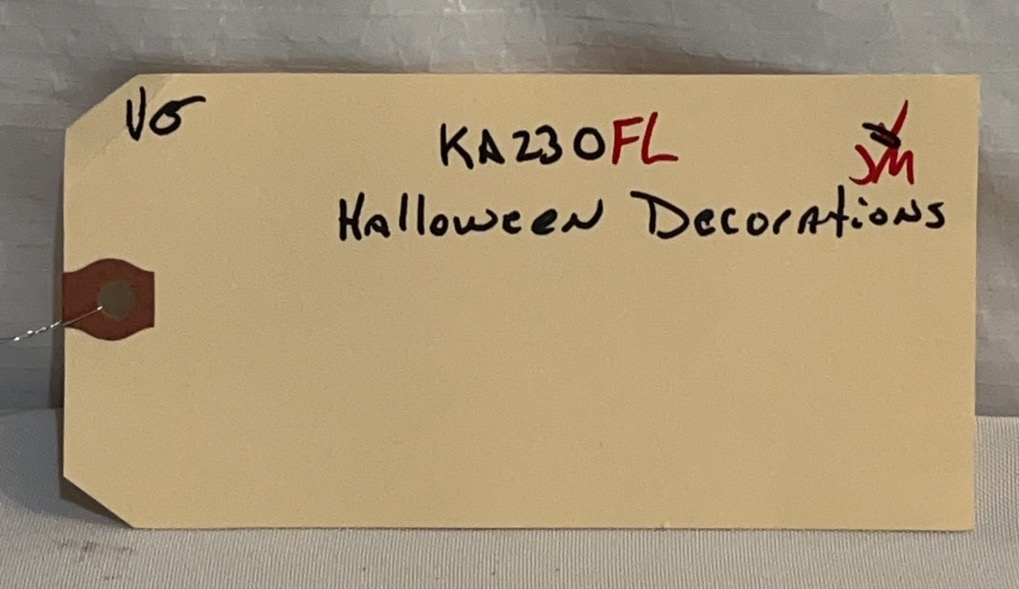 VG
KA230FL
JM
Halloween Decorations